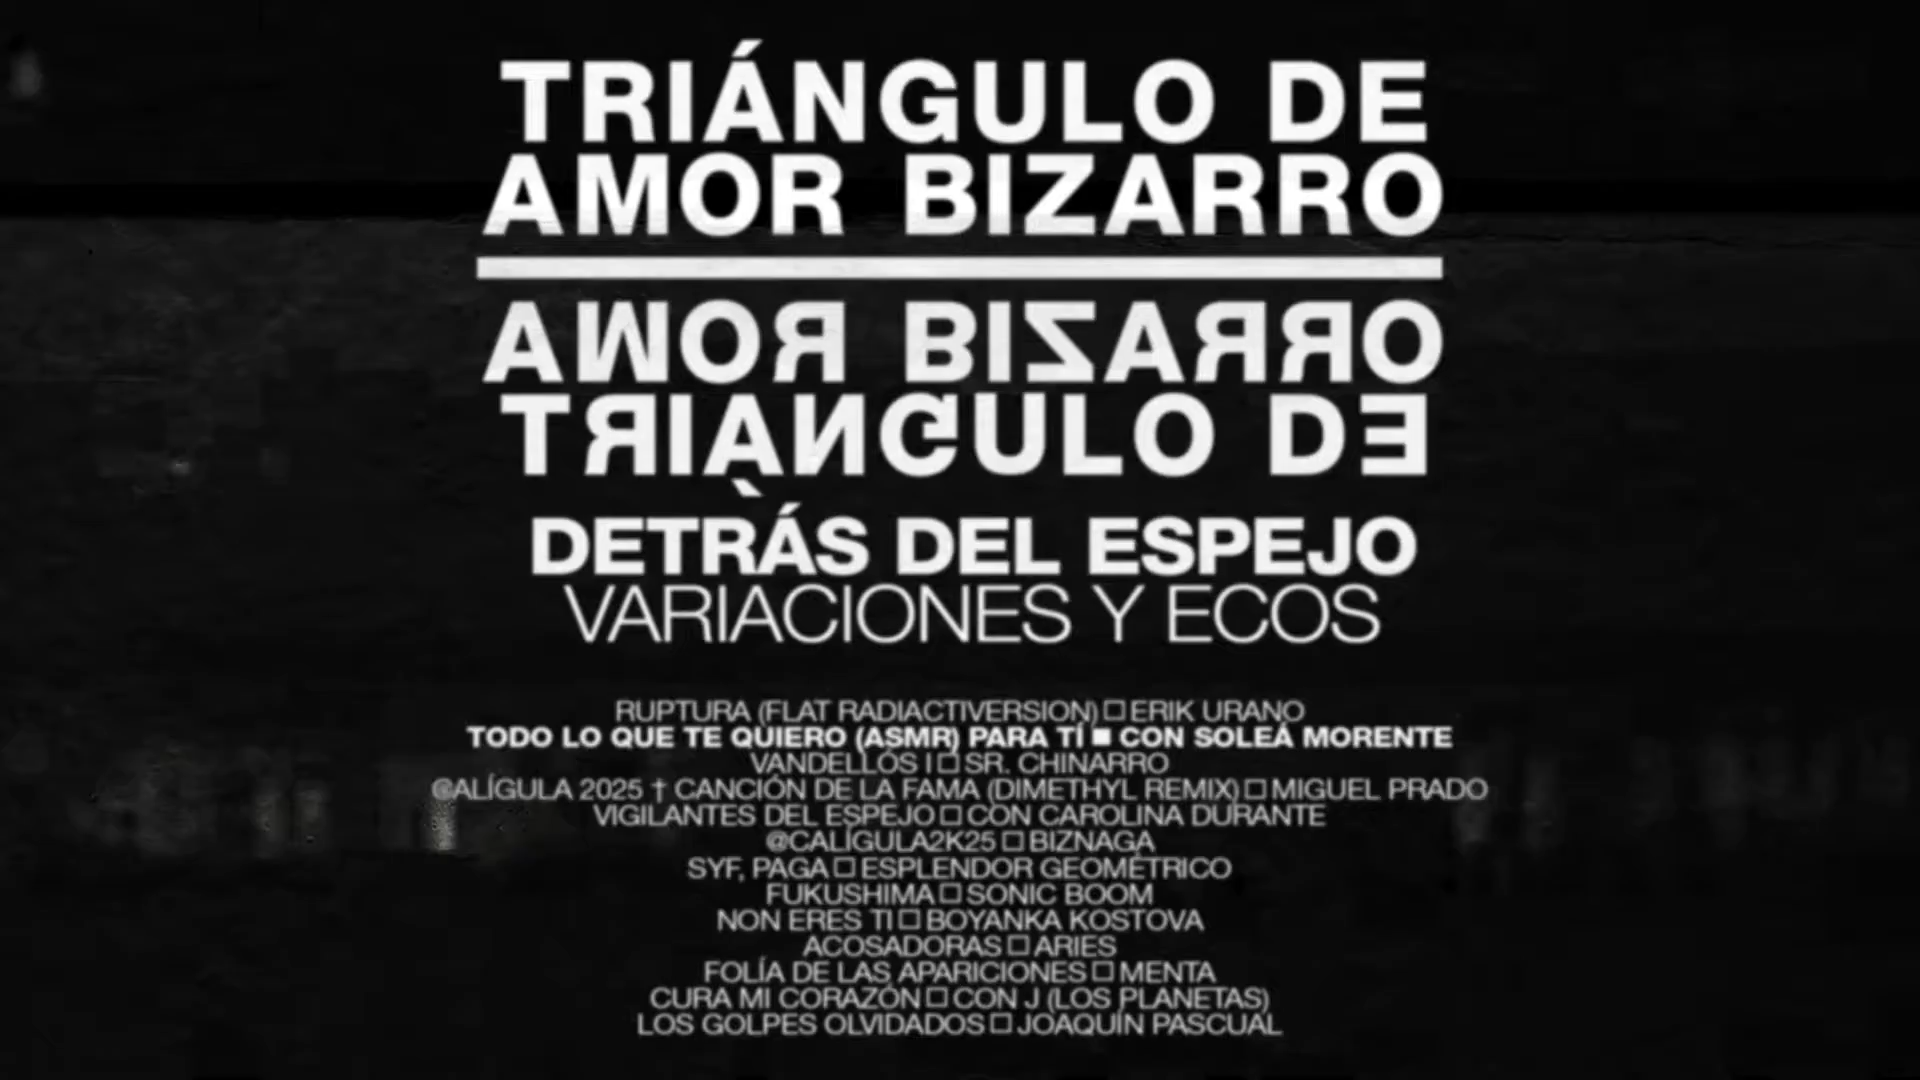 TRIÁNGULO DE
AMOR BIZARRO
AMOR BIZARRO
TRIÁNGULO DE
DETRÁS DEL ESPEJO
VARIACIONES Y ECOS
RUPTURA (FLAT RADIACTIVERSION) □ ERIK URANO
TODO LO QUE TE QUIERO (ASMR) PARA TÍ ■ CON SOLEÁ MORENTE
VANDELLÓS I □ SR. CHINARRO
@ALÍGULA 2025 † CANCIÓN DE LA FAMA (DIMETHYL REMIX) □ MIGUEL PRADO
VIGILANTES DEL ESPEJO □ CON CAROLINA DURANTE
@CALÍGULA2K25 □ BIZNAGA
SYF, PAGA □ ESPLENDOR GEOMÉTRICO
FUKUSHIMA □ SONIC BOOM
NON ERES TI □ BOYANKA KOSTOVA
ACOSADORAS □ ARIES
FOLÍA DE LAS APARICIONES □ MENTA
CURA MI CORAZÓN □ CON J (LOS PLANETAS)
LOS GOLPES OLVIDADOS □ JOAQUÍN PASCUAL